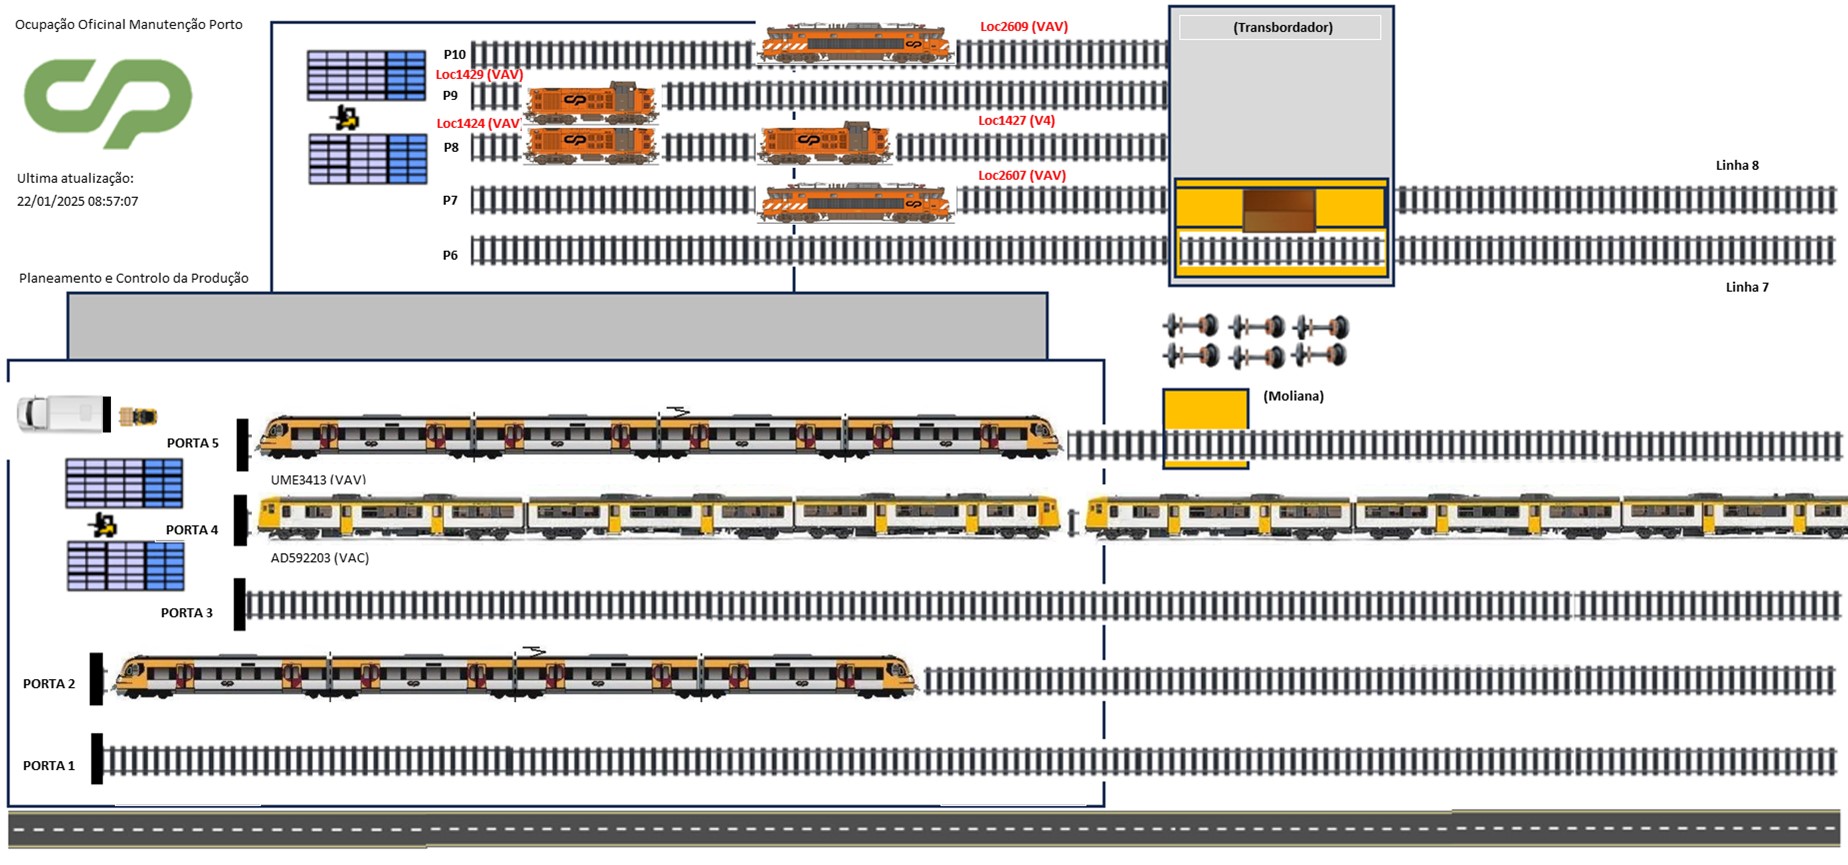 Ocupação Oficinal Manutenção Porto
Loc2609 (VAV)
(Transbordador)
P10
Loc1429 (VAV)
P9
Loc1424 (VAV)
Loc1427 (V4)
P8
Linha 8
Ultima atualização:
22/01/2025 08:57:07
Loc2607 (VAV)
P7
P6
Planeamento e Controlo da Produção
Linha 7
(Moliana)
PORTA 5
UME3413 (VAV)
PORTA 4
AD592203 (VAC)
PORTA 3
PORTA 2
PORTA 1